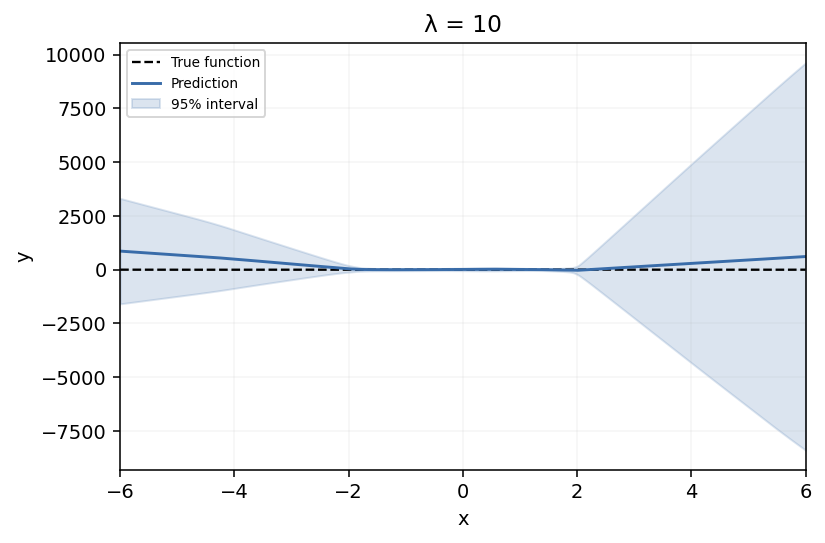 λ = 10
True function
Prediction
95% interval
10000
7500
5000
2500
0
−2500
−5000
−7500
y
−6 −4 −2 0 2 4 6
x